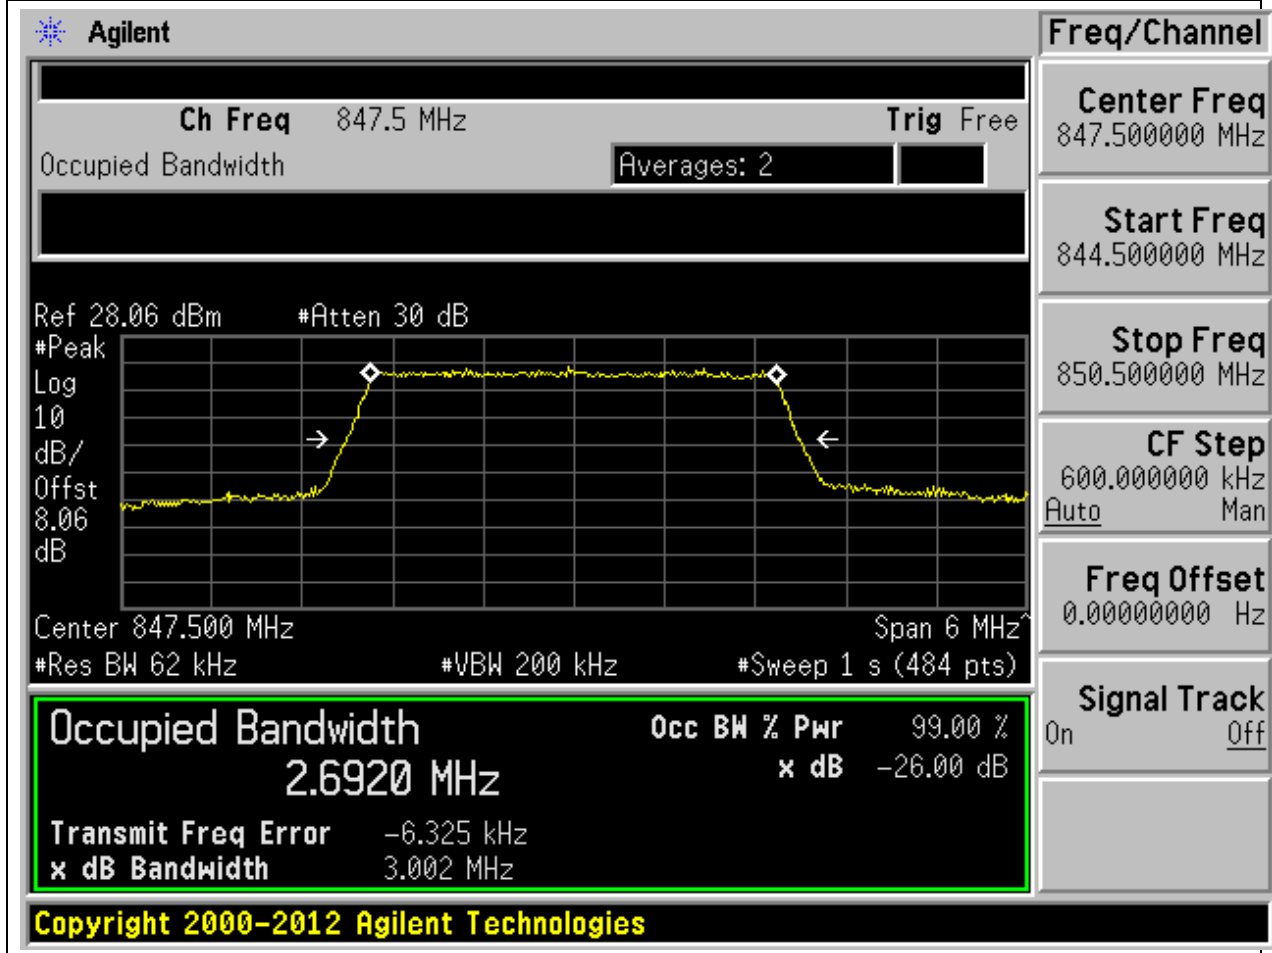 Agilent
Freq/Channel
Ch Freq 847.5 MHz Trig Free
Occupied Bandwidth Averages: 2
Ref 28.06 dBm #Atten 30 dB
#Peak
Log
10
dB/
Offst
8.06
dB
Center 847.500 MHz Span 6 MHz^
#Res BW 62 kHz #VBW 200 kHz #Sweep 1 s (484 pts)
Occupied Bandwidth
2.6920 MHz
Occ BW % Pwr 99.00 %
x dB -26.00 dB
Transmit Freq Error -6.325 kHz
x dB Bandwidth 3.002 MHz
Copyright 2000-2012 Agilent Technologies
Center Freq
847.500000 MHz
Start Freq
844.500000 MHz
Stop Freq
850.500000 MHz
CF Step
600.000000 kHz
Auto Man
Freq Offset
0.00000000 Hz
Signal Track
On Off